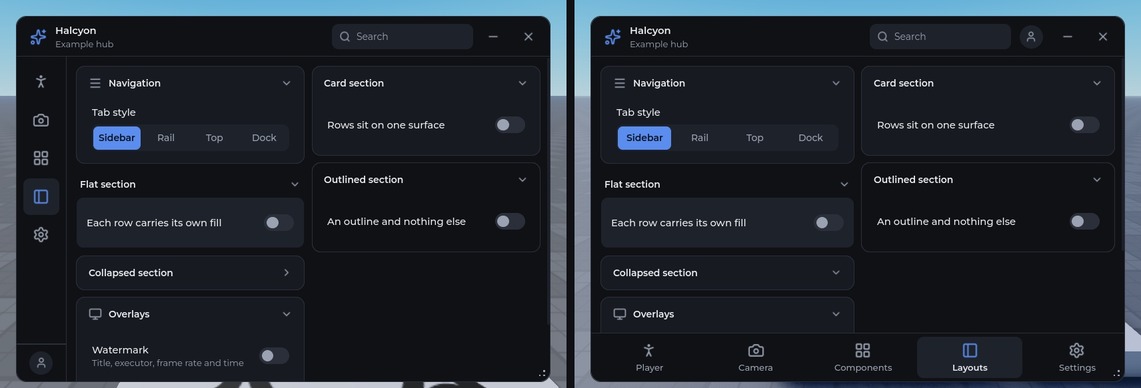 Halcyon
Example hub
Search
Navigation
Tab style
Sidebar Rail Top Dock
Flat section
Each row carries its own fill
Collapsed section
Overlays
Watermark
Title, executor, frame rate and time
Card section
Rows sit on one surface
Outlined section
An outline and nothing else
Halcyon
Example hub
Search
Navigation
Tab style
Sidebar Rail Top Dock
Flat section
Each row carries its own fill
Collapsed section
Overlays
Card section
Rows sit on one surface
Outlined section
An outline and nothing else
Player Camera Components Layouts Settings